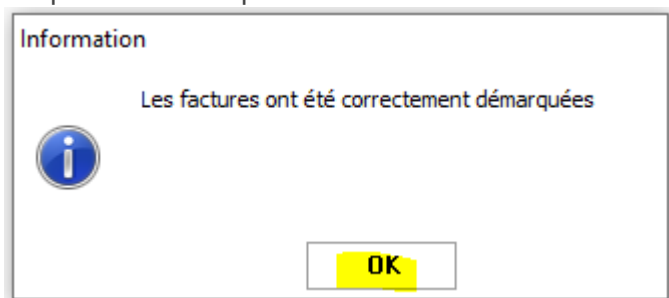 Information
Les factures ont été correctement démarquées
OK